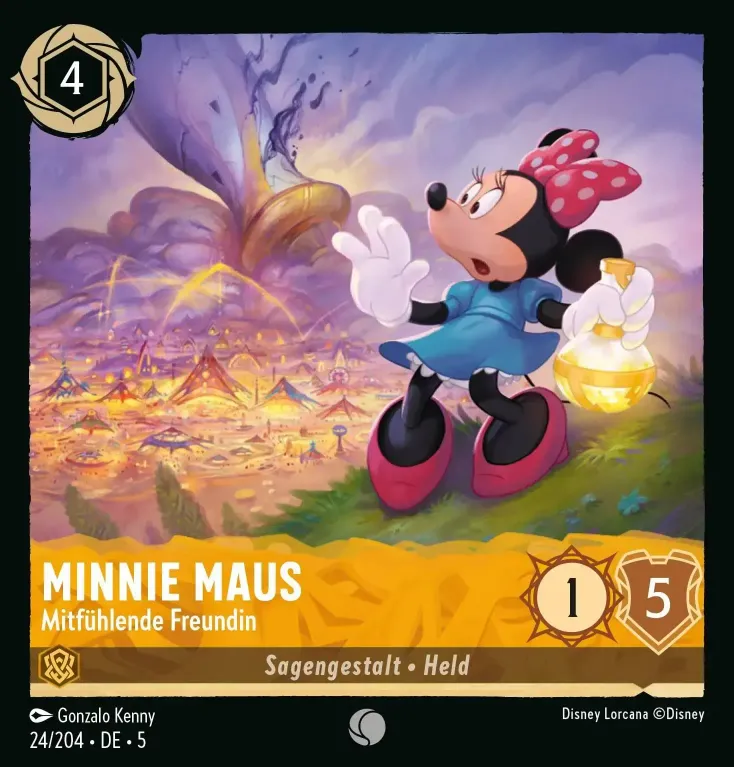 4
MINNIE MAUS
Mitfühlende Freundin
1
5
Sagengestalt • Held
Gonzalo Kenny
Disney Lorcana ©Disney
24/204 • DE • 5